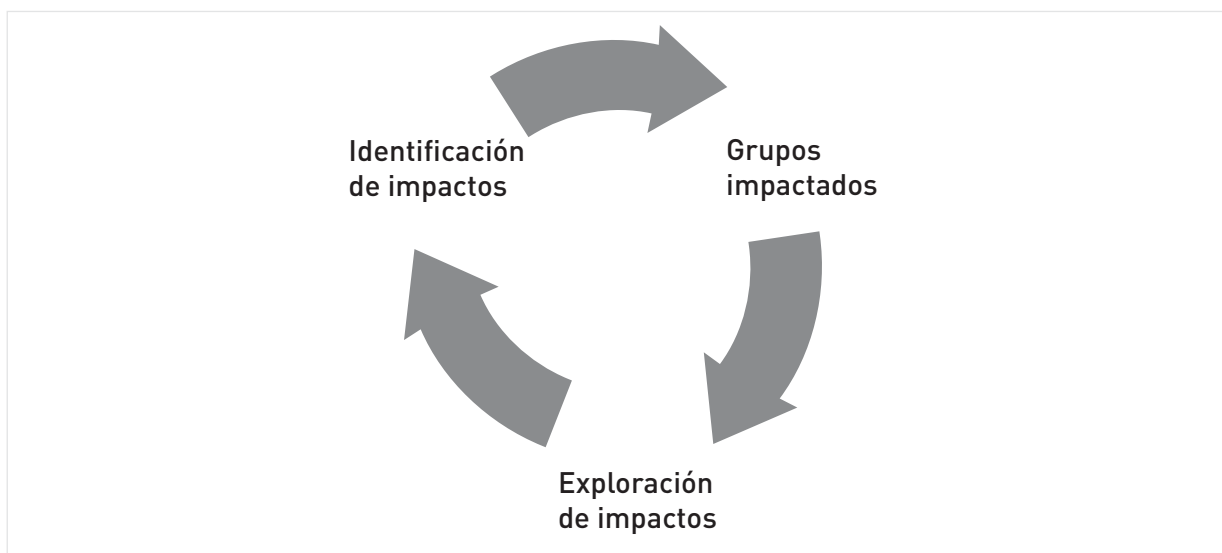 Identificación
de impactos
Grupos
impactados
Exploración
de impactos